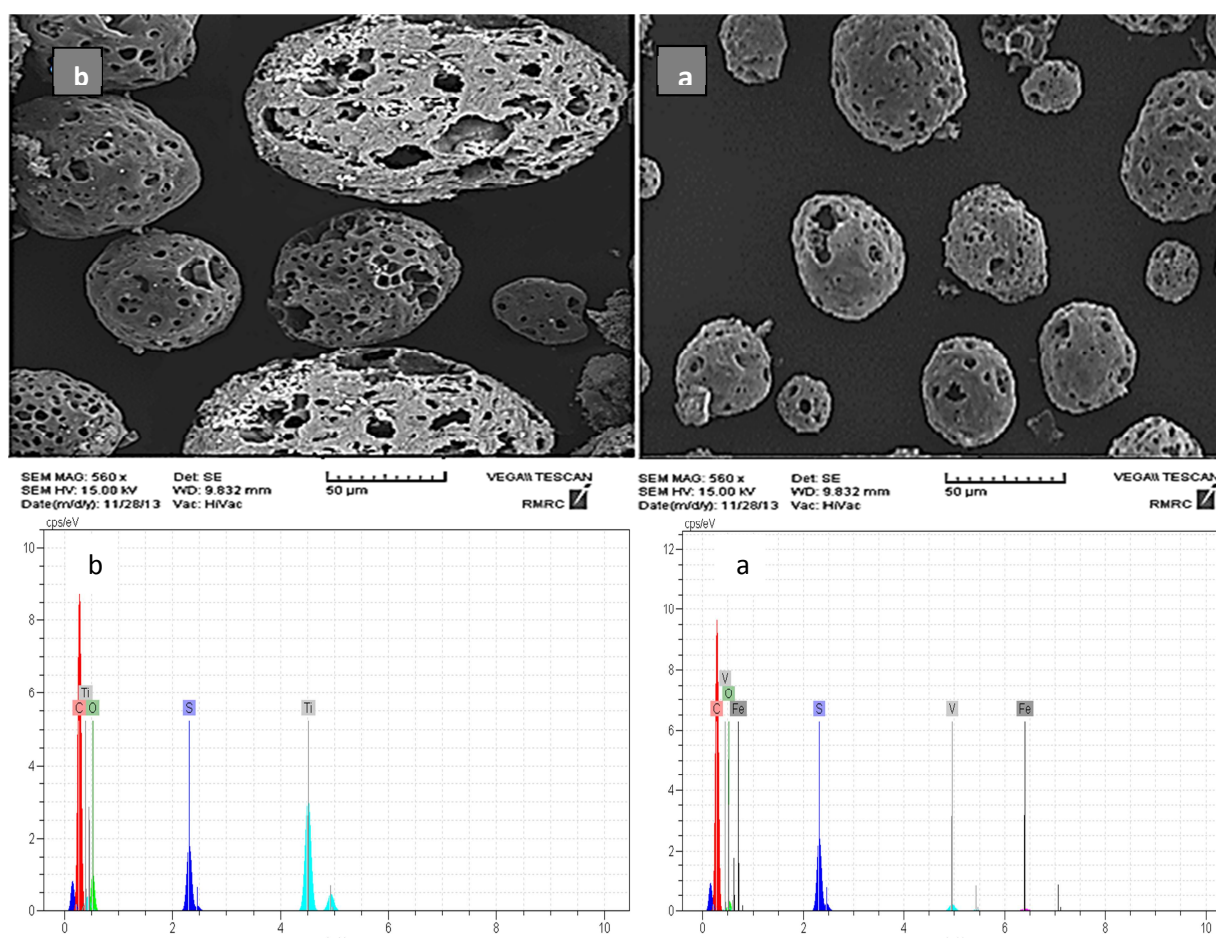 b
a
SEM MAG: 560 x Det: SE VEGA\\ TESCAN
SEM HV: 15.00 kV WD: 9.832 mm 50 µm
Date(m/d/y): 11/28/13 Vac: HiVac RMRC
SEM MAG: 560 x Det: SE VEGA\\ TESCAN
SEM HV: 15.00 kV WD: 9.832 mm 50 µm
Date(m/d/y): 11/28/13 Vac: HiVac RMRC
cps/eV
b
10
8
6
4
2
0
Ti
C O S Ti
0 2 4 6 8 10
cps/eV
a
12
10
8
6
4
2
0
V
O
C Fe S V Fe
0 2 4 6 8 10